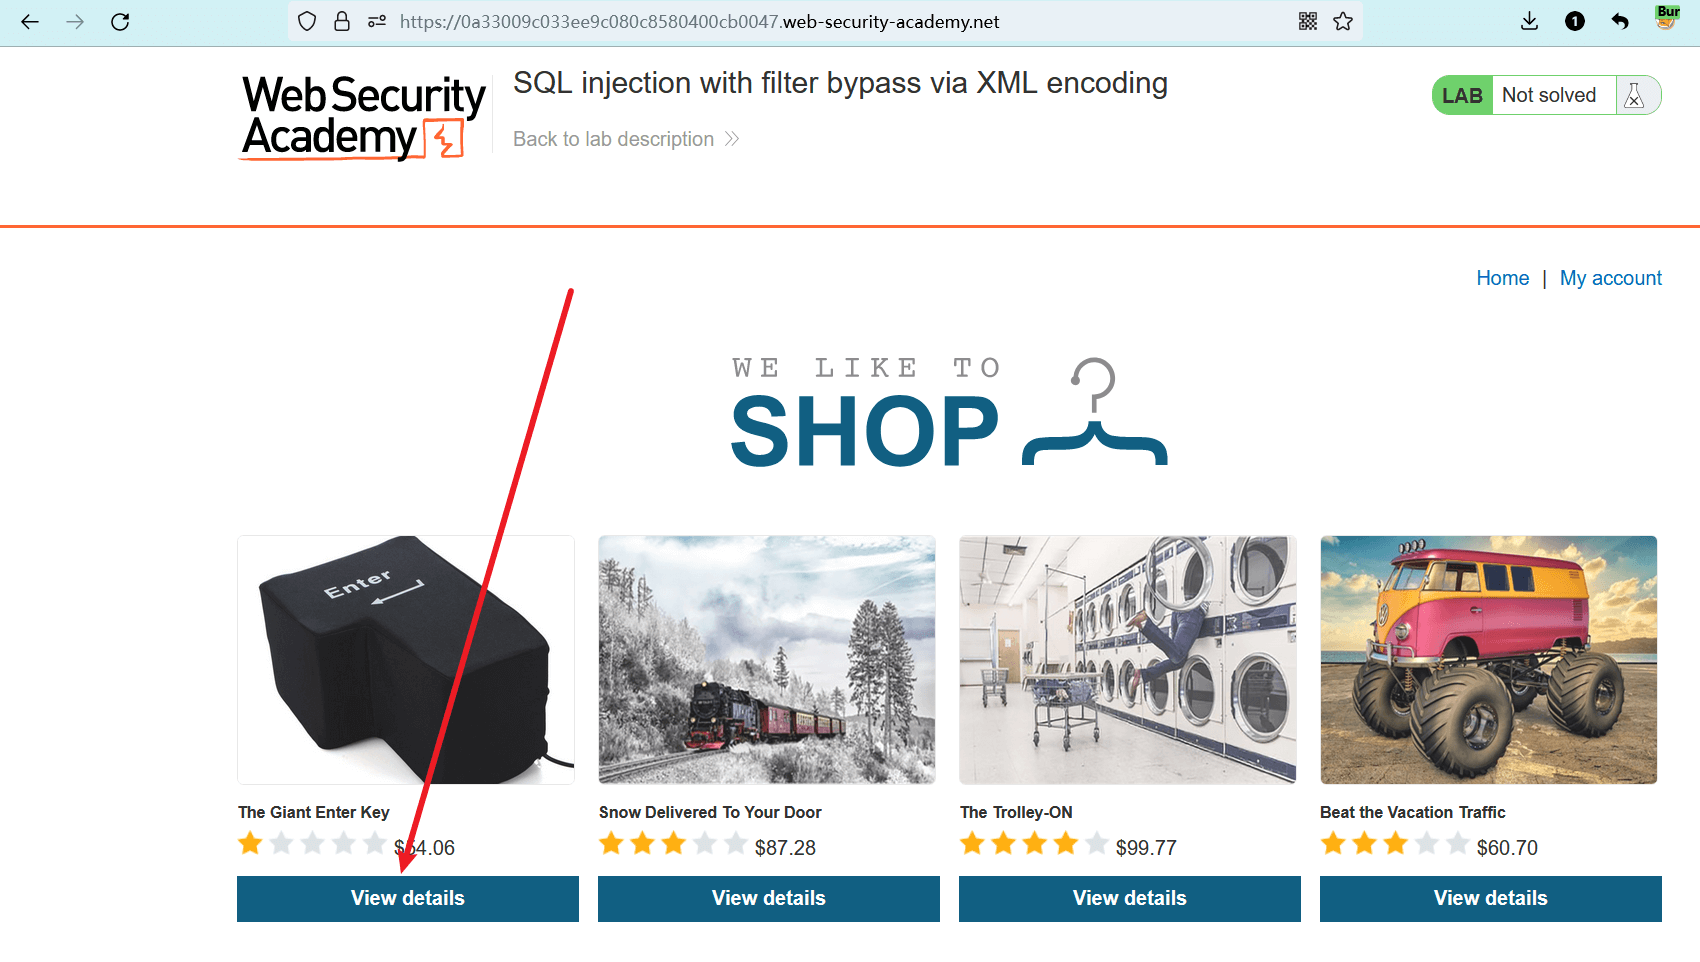 Bur
https://0a33009c033ee9c080c8580400cb0047.web-security-academy.net
1
Web Security
Academy
SQL injection with filter bypass via XML encoding
Back to lab description
LAB Not solved
Home | My account
WE LIKE TO
SHOP
Enter
The Giant Enter Key
Snow Delivered To Your Door
The Trolley-ON
Beat the Vacation Traffic
$64.06
$87.28
$99.77
$60.70
View details
View details
View details
View details